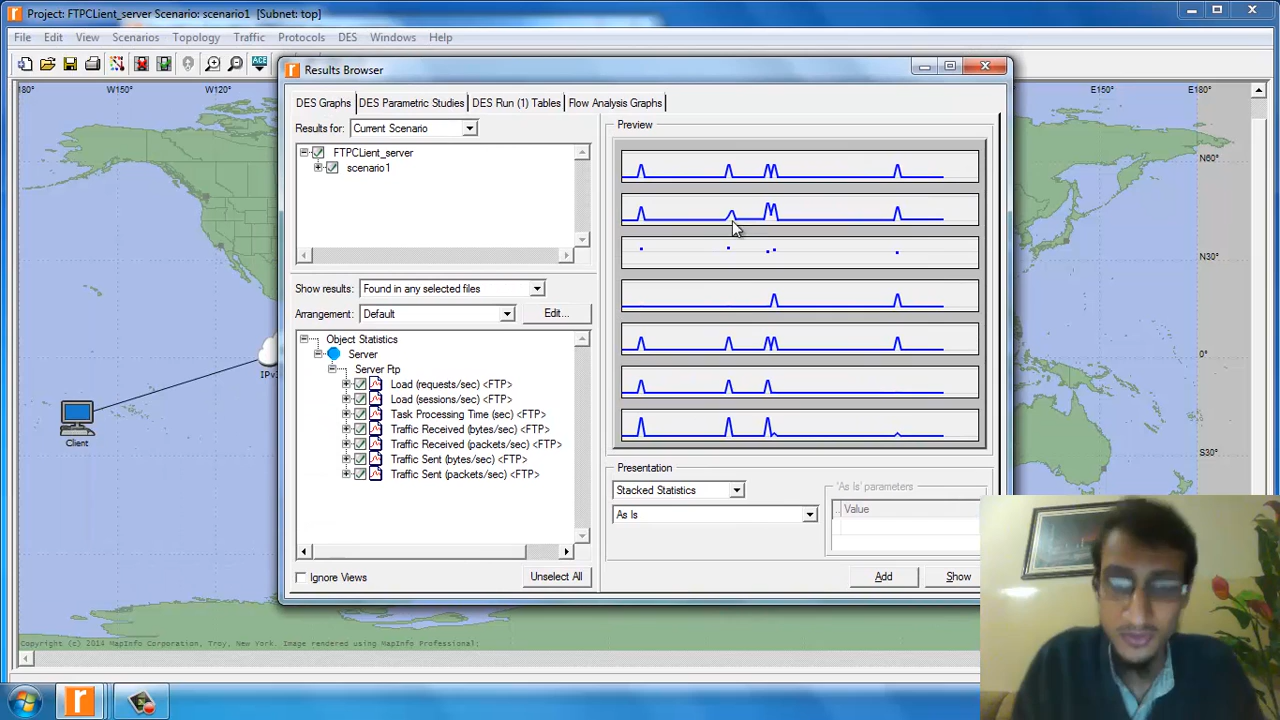 Project: FTPCLient_server Scenario: scenario1 [Subnet: top]
File Edit View Scenarios Topology Traffic Protocols DES Windows Help
ACE
Results Browser
180° W150° W120° E150° E180°
DES Graphs DES Parametric Studies DES Run (1) Tables Flow Analysis Graphs
Results for: Current Scenario
Preview
FTPCLient_server
scenario1
N60°
N30°
Show results: Found in any selected files
Arrangement: Default Edit...
Object Statistics
Server
Server Ftp
Load (requests/sec) <FTP>
Load (sessions/sec) <FTP>
Task Processing Time (sec) <FTP>
Traffic Received (bytes/sec) <FTP>
Traffic Received (packets/sec) <FTP>
Traffic Sent (bytes/sec) <FTP>
Traffic Sent (packets/sec) <FTP>
0°
Client
S30°
Presentation
Stacked Statistics
As Is
'As Is' parameters
Value
Ignore Views Unselect All Add Show
Copyright (c) 2014 MapInfo Corporation, Troy, New York. Image rendered using MapInfo Professional;